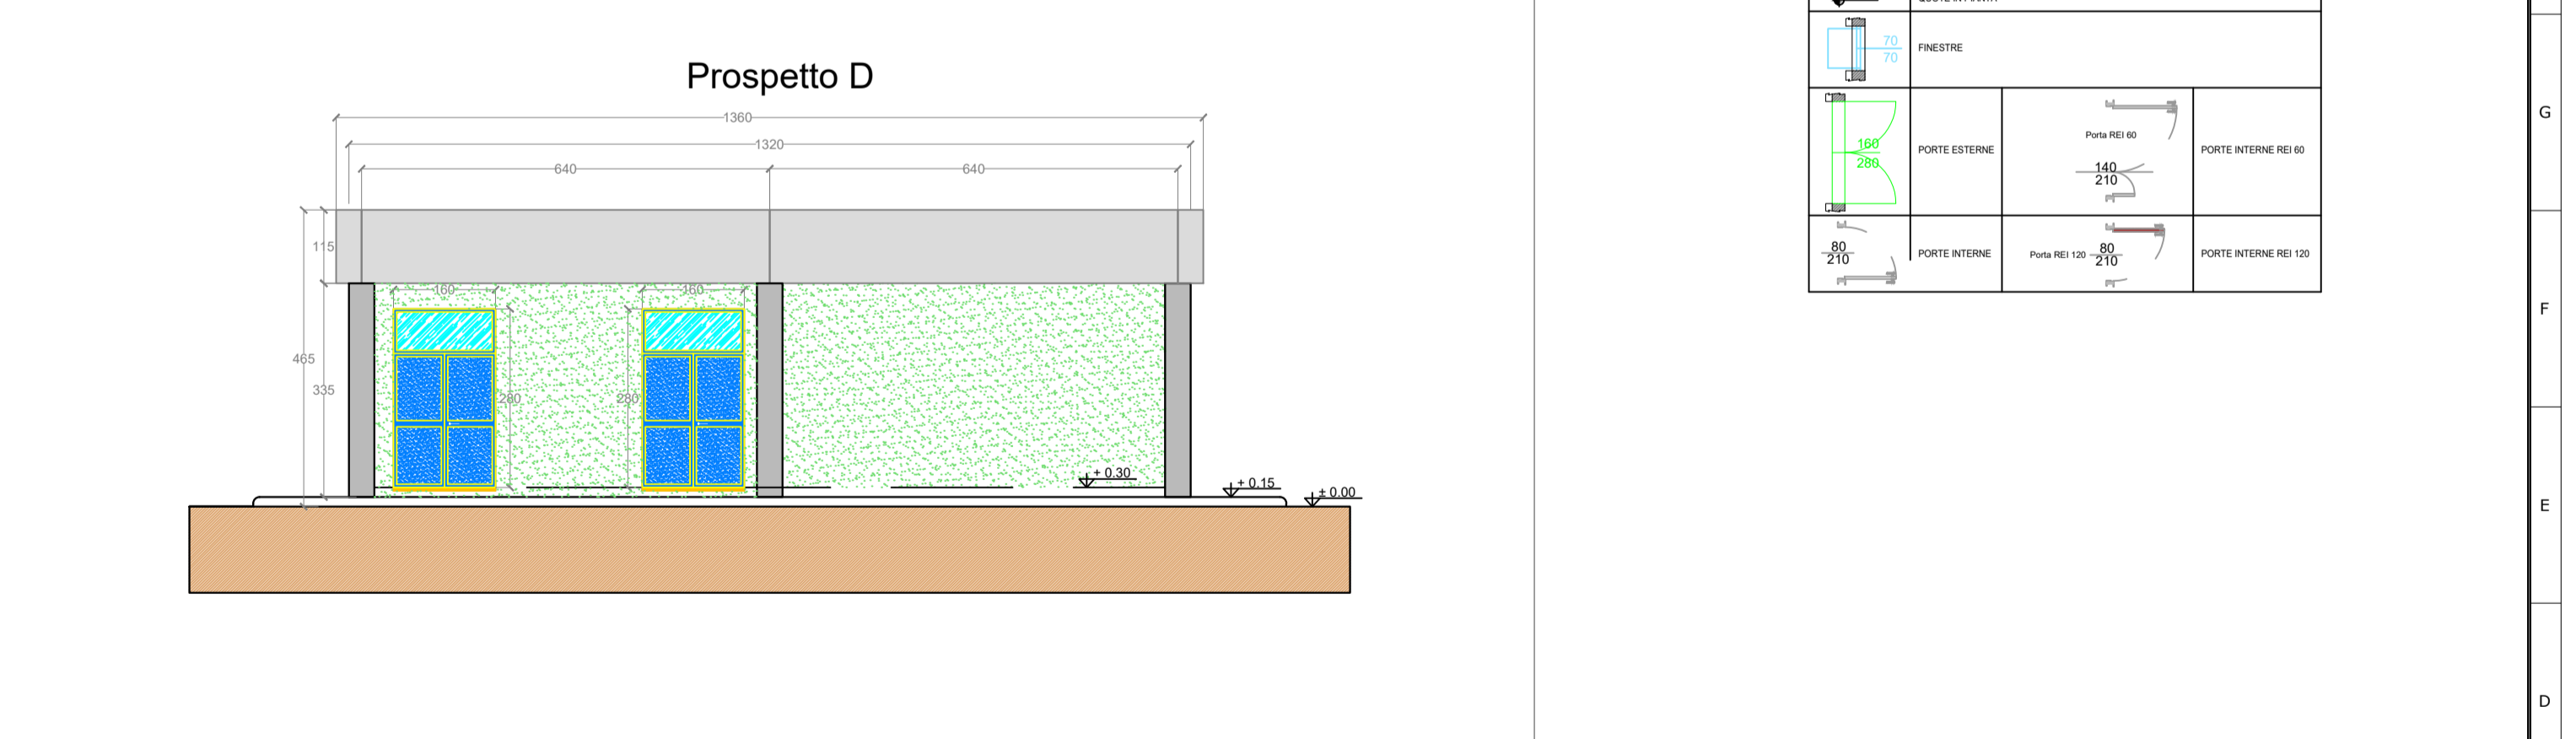 Prospetto D
1360
1320
640 640
115
160 160
465
335
280 280
+ 0.30
+ 0.15
± 0.00
70
70
FINESTRE
160
280
PORTE ESTERNE
Porta REI 60
140
210
PORTE INTERNE REI 60
80
210
PORTE INTERNE
Porta REI 120
80
210
PORTE INTERNE REI 120
G
F
E
D